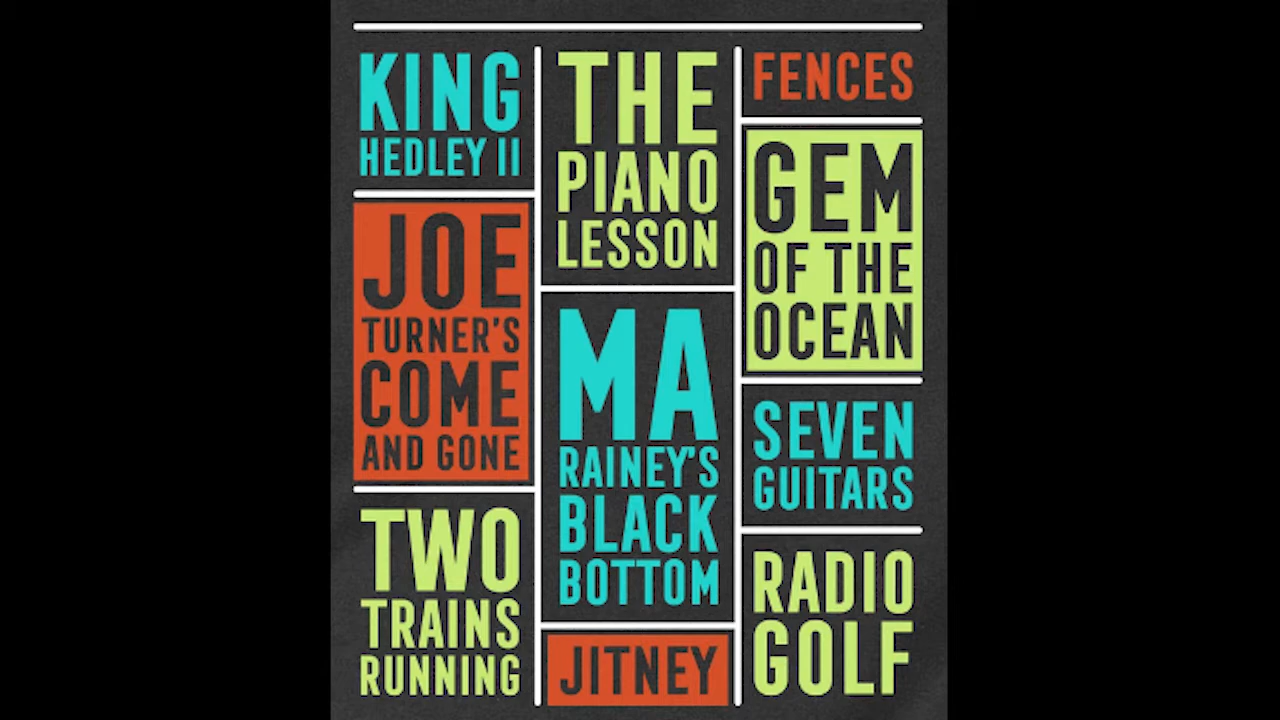 KING
HEDLEY II
JOE
TURNER'S
COME
AND GONE
TWO
TRAINS
RUNNING
THE
PIANO
LESSON
MA
RAINEY'S
BLACK
BOTTOM
JITNEY
FENCES
GEM
OF THE
OCEAN
SEVEN
GUITARS
RADIO
GOLF